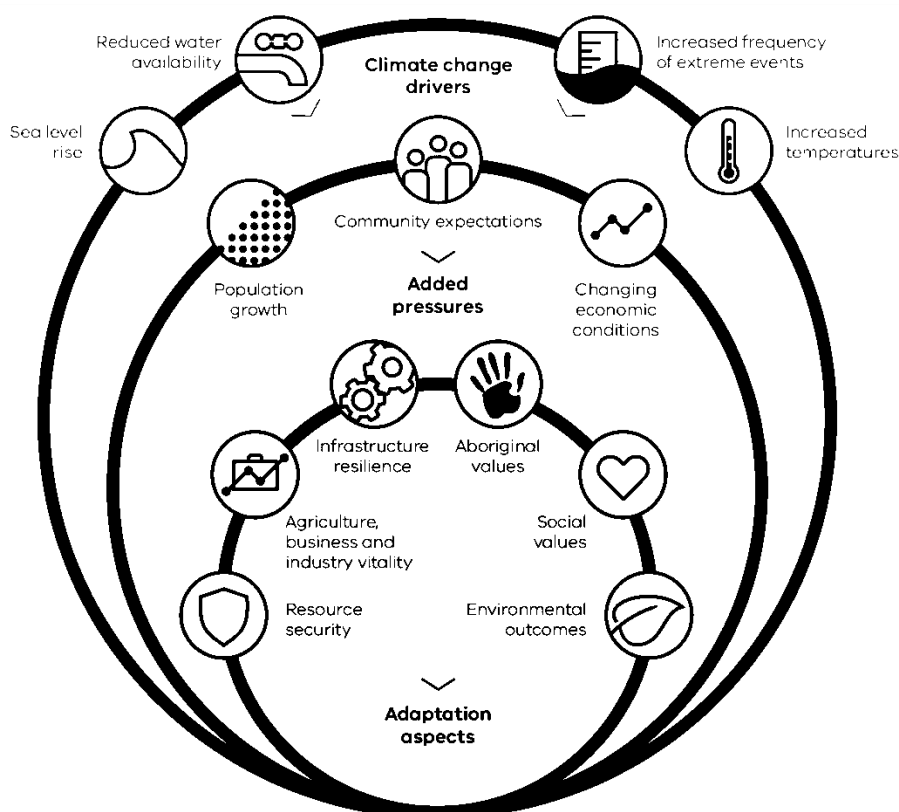 Reduced water
availability
Climate change
drivers
Increased frequency
of extreme events
Sea level
rise
Increased
temperatures
Community expectations
Population
growth
Added
pressures
Changing
economic
conditions
Infrastructure
resilience
Aboriginal
values
Agriculture,
business and
industry vitality
Social
values
Resource
security
Environmental
outcomes
Adaptation
aspects